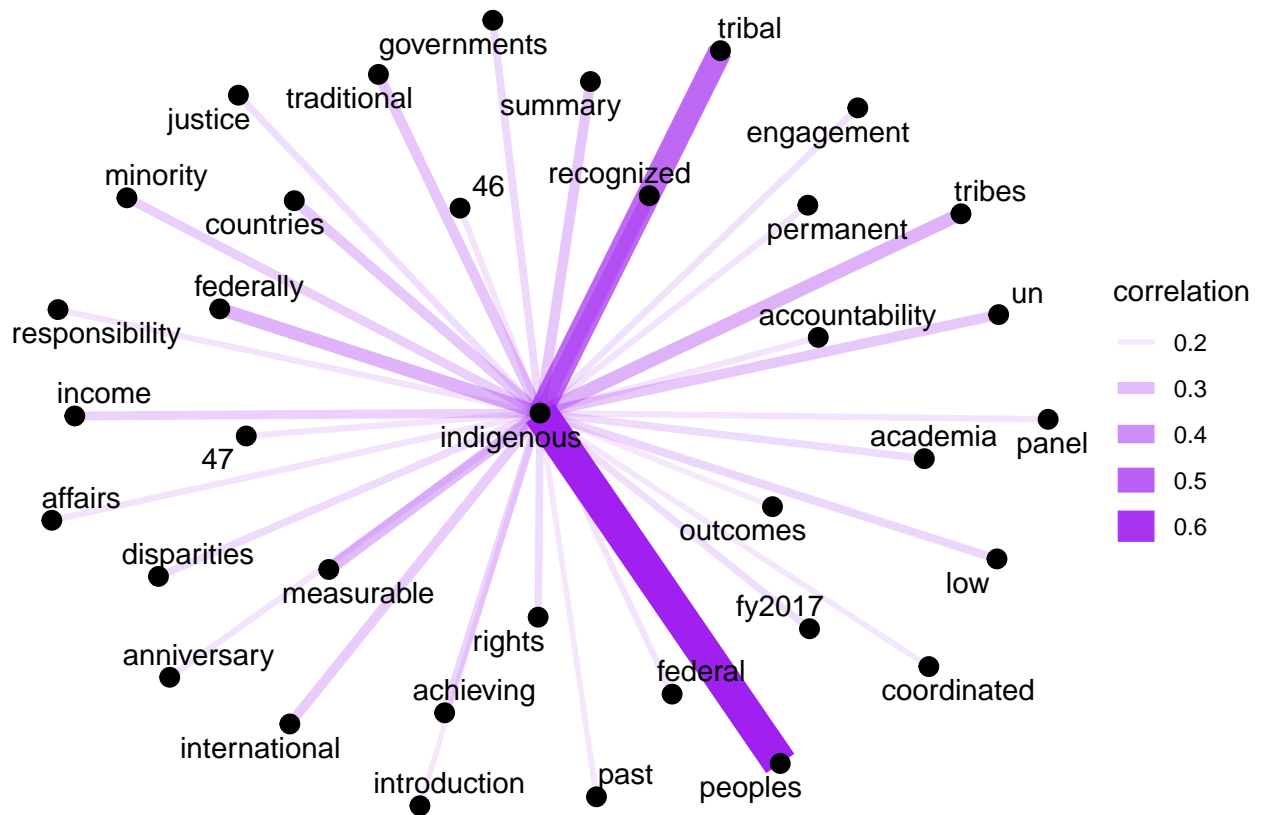 governments
tribal
traditional
summary
justice
engagement
minority
46
recognized
tribes
countries
permanent
federally
un
responsibility
accountability
correlation
0.2
income
0.3
indigenous
academia
panel
0.4
47
0.5
affairs
outcomes
0.6
disparities
measurable
low
fy2017
rights
anniversary
federal
coordinated
achieving
international
introduction
past
peoples